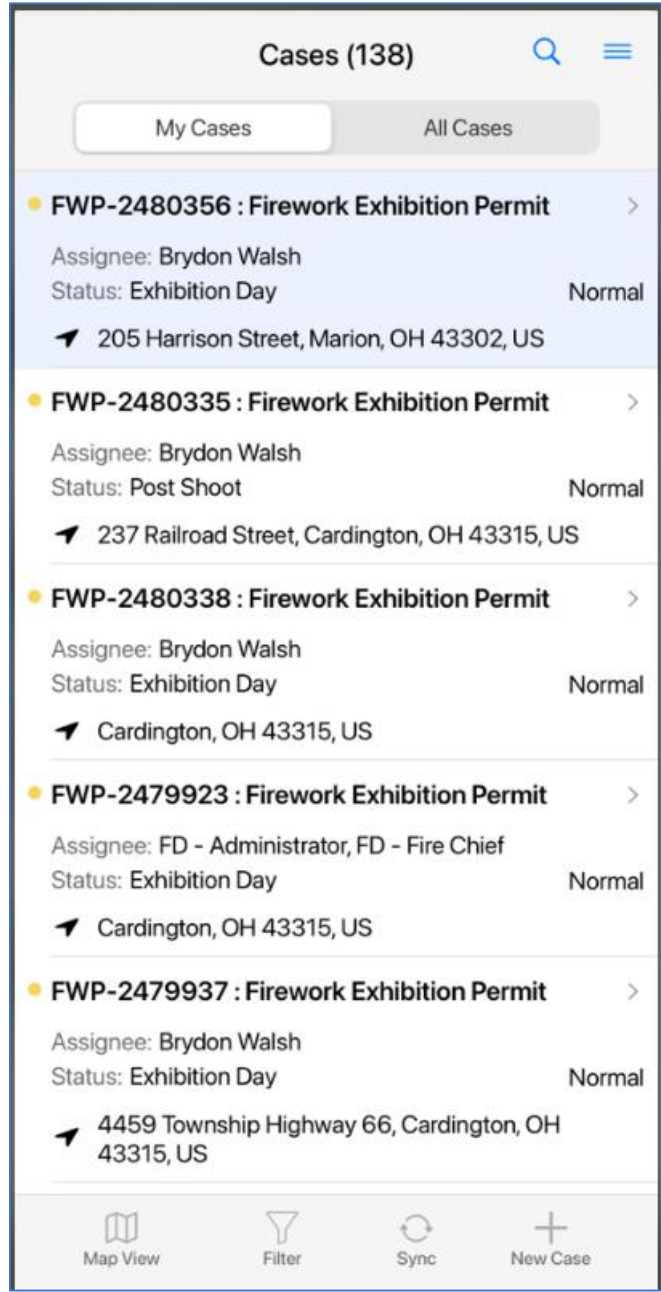 Cases (138)
My Cases
All Cases
FWP-2480356 : Firework Exhibition Permit
Assignee: Brydon Walsh
Status: Exhibition Day
Normal
205 Harrison Street, Marion, OH 43302, US
FWP-2480335 : Firework Exhibition Permit
Assignee: Brydon Walsh
Status: Post Shoot
Normal
237 Railroad Street, Cardington, OH 43315, US
FWP-2480338 : Firework Exhibition Permit
Assignee: Brydon Walsh
Status: Exhibition Day
Normal
Cardington, OH 43315, US
FWP-2479923 : Firework Exhibition Permit
Assignee: FD - Administrator, FD - Fire Chief
Status: Exhibition Day
Normal
Cardington, OH 43315, US
FWP-2479937 : Firework Exhibition Permit
Assignee: Brydon Walsh
Status: Exhibition Day
Normal
4459 Township Highway 66, Cardington, OH
43315, US
Map View
Filter
Sync
New Case